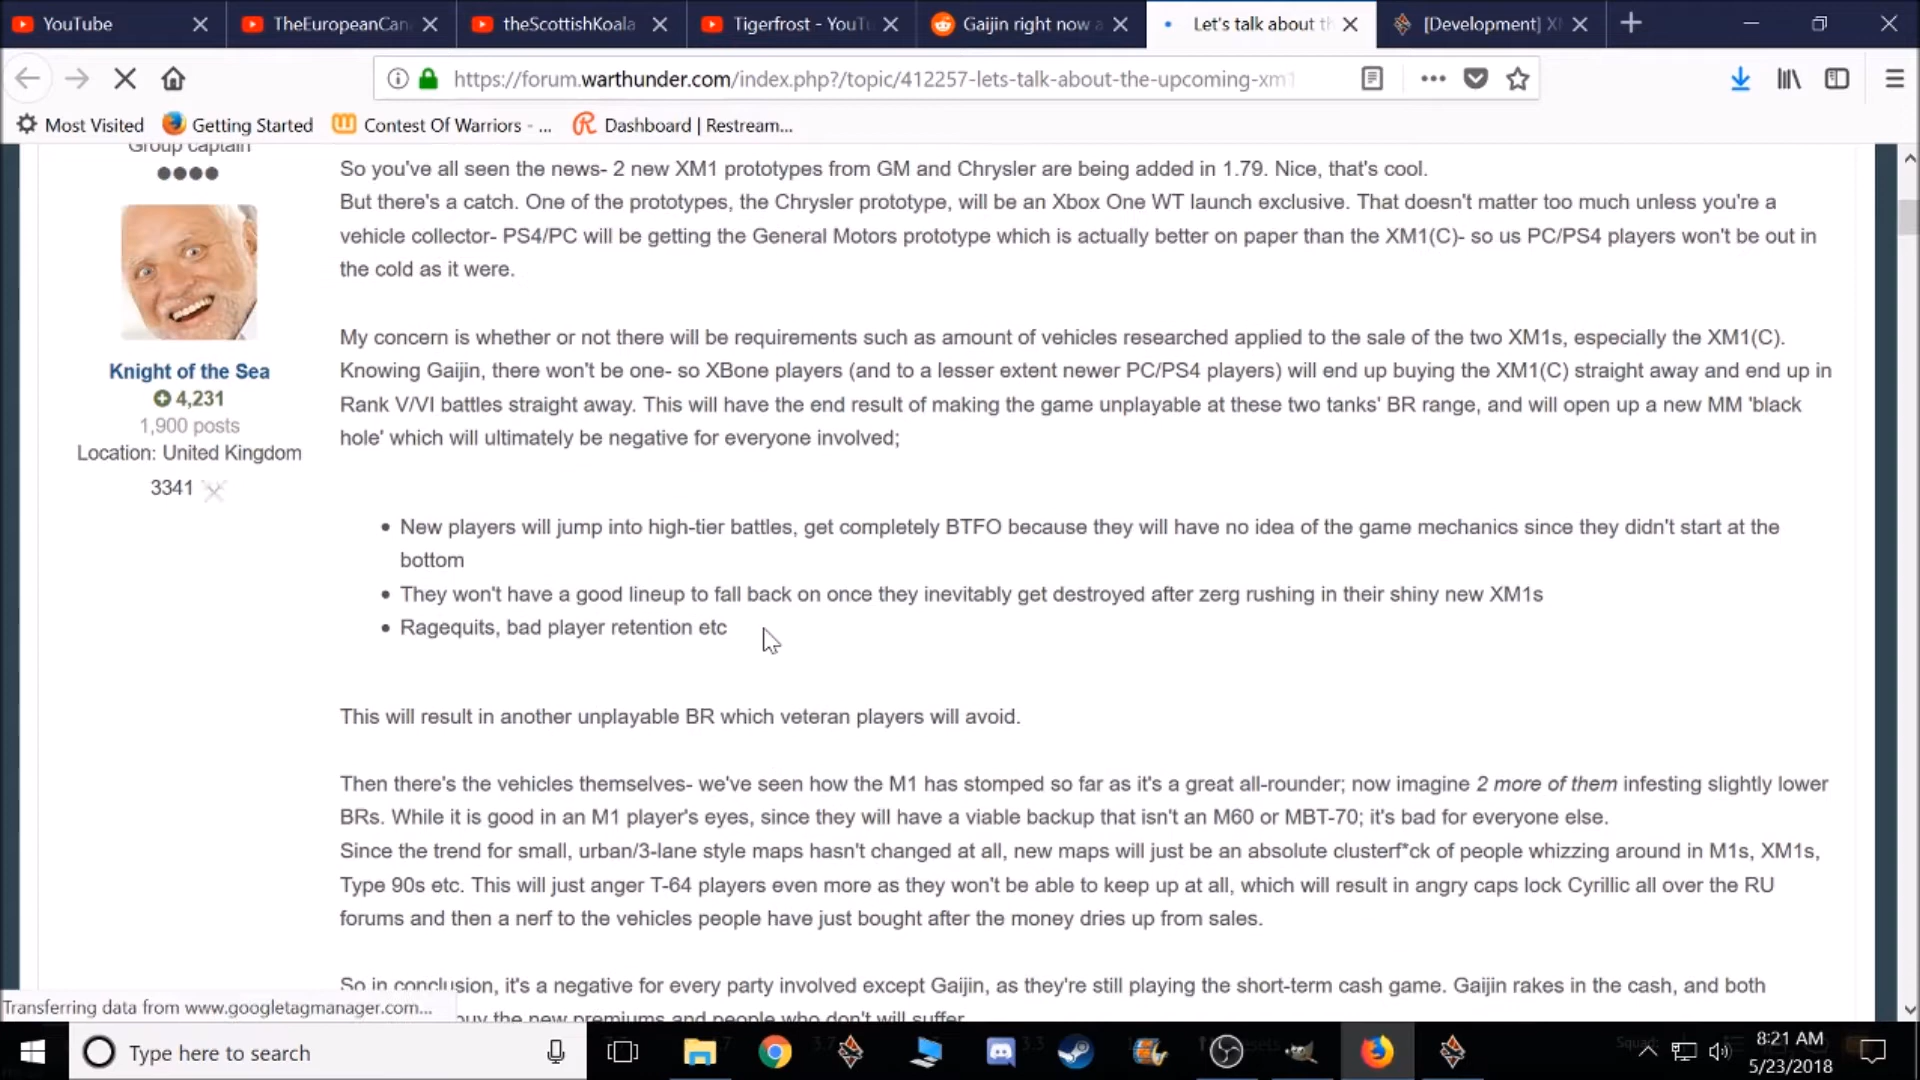 YouTube
TheEuropeanCan
theScottishKoala
Tigerfrost - YouTu
Gaijin right now a
Let's talk about th
[Development] XM
https://forum.warthunder.com/index.php?/topic/412257-lets-talk-about-the-upcoming-xm1
Most Visited
Getting Started
Contest Of Warriors - ...
Dashboard | Restream...
Group captain
So you've all seen the news- 2 new XM1 prototypes from GM and Chrysler are being added in 1.79. Nice, that's cool.
But there's a catch. One of the prototypes, the Chrysler prototype, will be an Xbox One WT launch exclusive. That doesn't matter too much unless you're a
vehicle collector- PS4/PC will be getting the General Motors prototype which is actually better on paper than the XM1(C)- so us PC/PS4 players won't be out in
the cold as it were.
My concern is whether or not there will be requirements such as amount of vehicles researched applied to the sale of the two XM1s, especially the XM1(C).
Knowing Gaijin, there won't be one- so XBone players (and to a lesser extent newer PC/PS4 players) will end up buying the XM1(C) straight away and end up in
Rank V/VI battles straight away. This will have the end result of making the game unplayable at these two tanks' BR range, and will open up a new MM 'black
hole' which will ultimately be negative for everyone involved;
Knight of the Sea
4,231
1,900 posts
Location: United Kingdom
3341
• New players will jump into high-tier battles, get completely BTFO because they will have no idea of the game mechanics since they didn't start at the
bottom
• They won't have a good lineup to fall back on once they inevitably get destroyed after zerg rushing in their shiny new XM1s
• Ragequits, bad player retention etc
This will result in another unplayable BR which veteran players will avoid.
Then there's the vehicles themselves- we've seen how the M1 has stomped so far as it's a great all-rounder; now imagine 2 more of them infesting slightly lower
BRs. While it is good in an M1 player's eyes, since they will have a viable backup that isn't an M60 or MBT-70; it's bad for everyone else.
Since the trend for small, urban/3-lane style maps hasn't changed at all, new maps will just be an absolute clusterf*ck of people whizzing around in M1s, XM1s,
Type 90s etc. This will just anger T-64 players even more as they won't be able to keep up at all, which will result in angry caps lock Cyrillic all over the RU
forums and then a nerf to the vehicles people have just bought after the money dries up from sales.
So in conclusion, it's a negative for every party involved except Gaijin, as they're still playing the short-term cash game. Gaijin rakes in the cash, and both
buy the new premiums and people who don't will suffer.
Transferring data from www.googletagmanager.com...
Type here to search
8:21 AM
5/23/2018